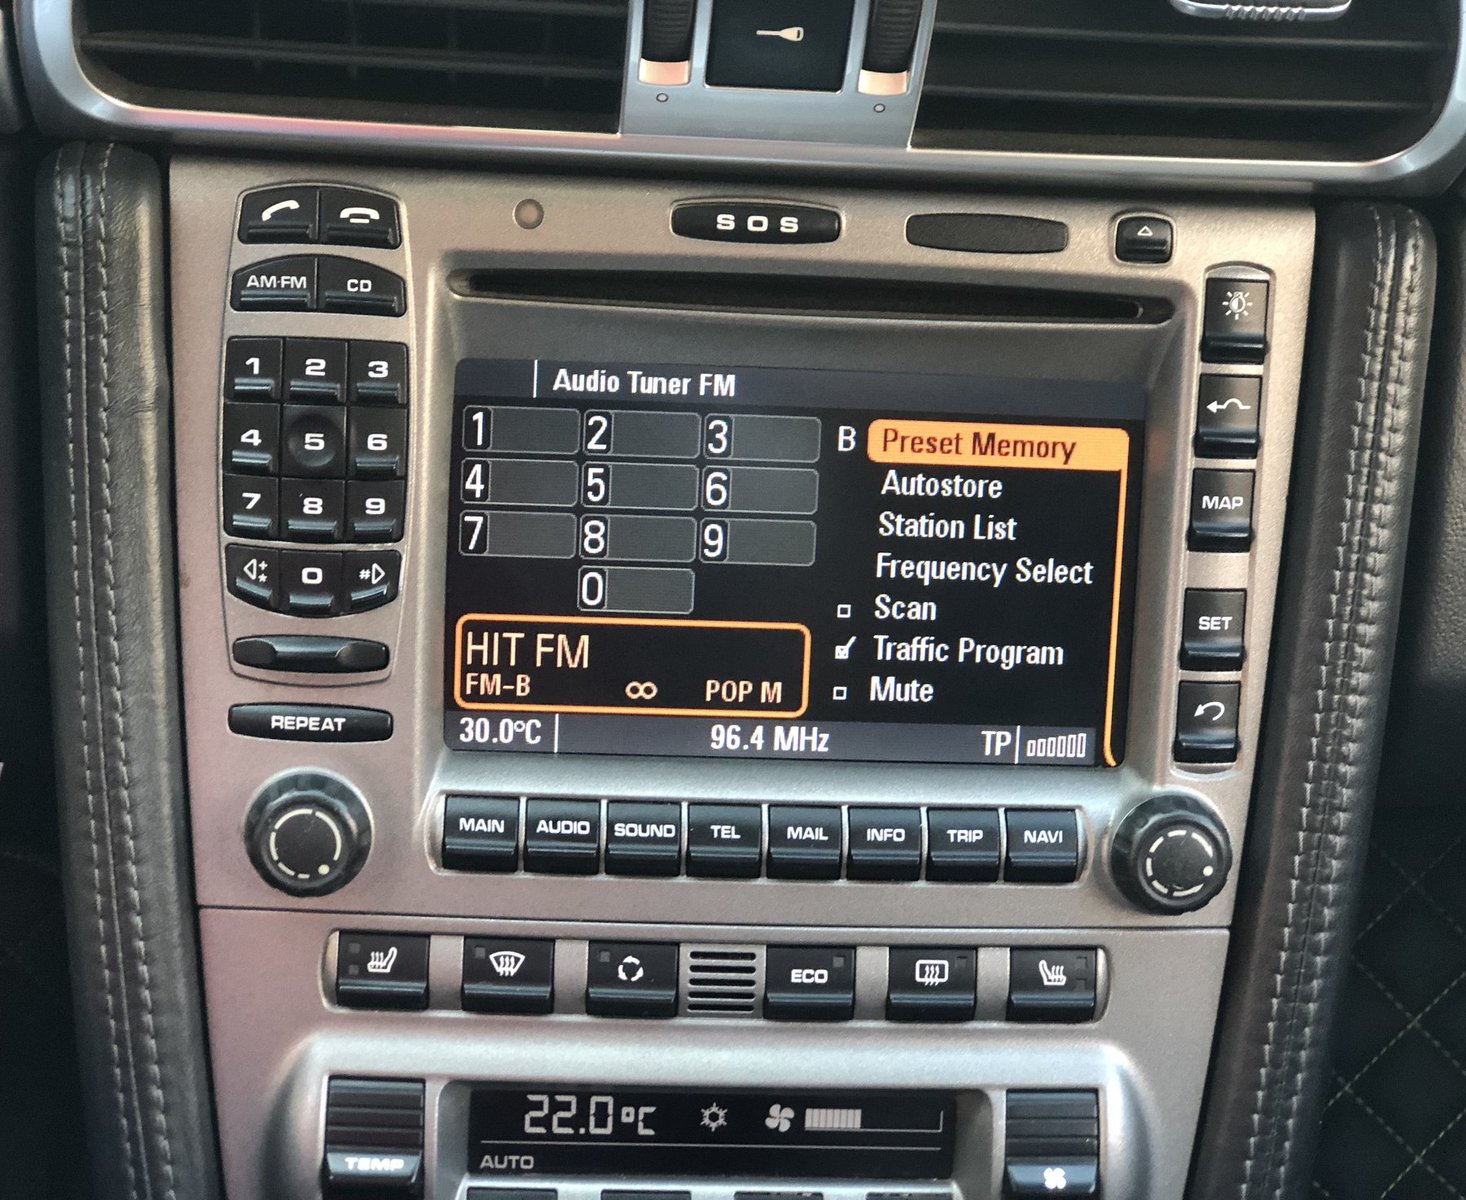 SOS
AM·FM CD
1 2 3
4 5 6
7 8 9
* 0 #
REPEAT
Audio Tuner FM
1 2 3
4 5 6
7 8 9
0
B Preset Memory
Autostore
Station List
Frequency Select
Scan
Traffic Program
Mute
HIT FM
FM-B ∞ POP M
30.0°C 96.4 MHz TP
MAP
SET
MAIN AUDIO SOUND TEL MAIL INFO TRIP NAVI
ECO
22.0°C
AUTO
TEMP